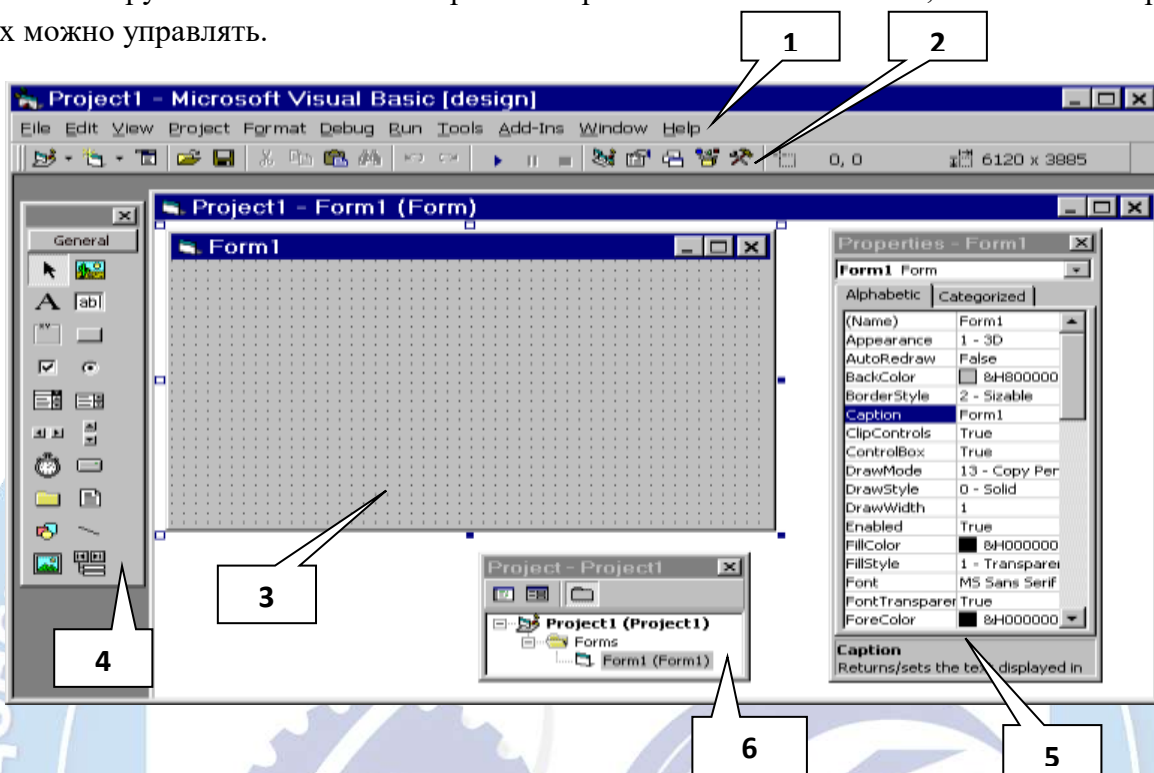 х можно управлять.
1
2
Project1 - Microsoft Visual Basic [design]
File Edit View Project Format Debug Run Tools Add-Ins Window Help
0, 0 6120 x 3885
Project1 - Form1 (Form)
General
Form1
A abl
xy
Properties - Form1
Form1 Form
Alphabetic Categorized
(Name) Form1
Appearance 1 - 3D
AutoRedraw False
BackColor &H800000
BorderStyle 2 - Sizable
Caption Form1
ClipControls True
ControlBox True
DrawMode 13 - Copy Per
DrawStyle 0 - Solid
DrawWidth 1
Enabled True
FillColor &H000000
FillStyle 1 - Transparei
Font MS Sans Serif
FontTransparer True
ForeColor &H000000
Caption
Returns/sets the text displayed in
3
4
Project - Project1
Project1 (Project1)
Forms
Form1 (Form1)
6
5